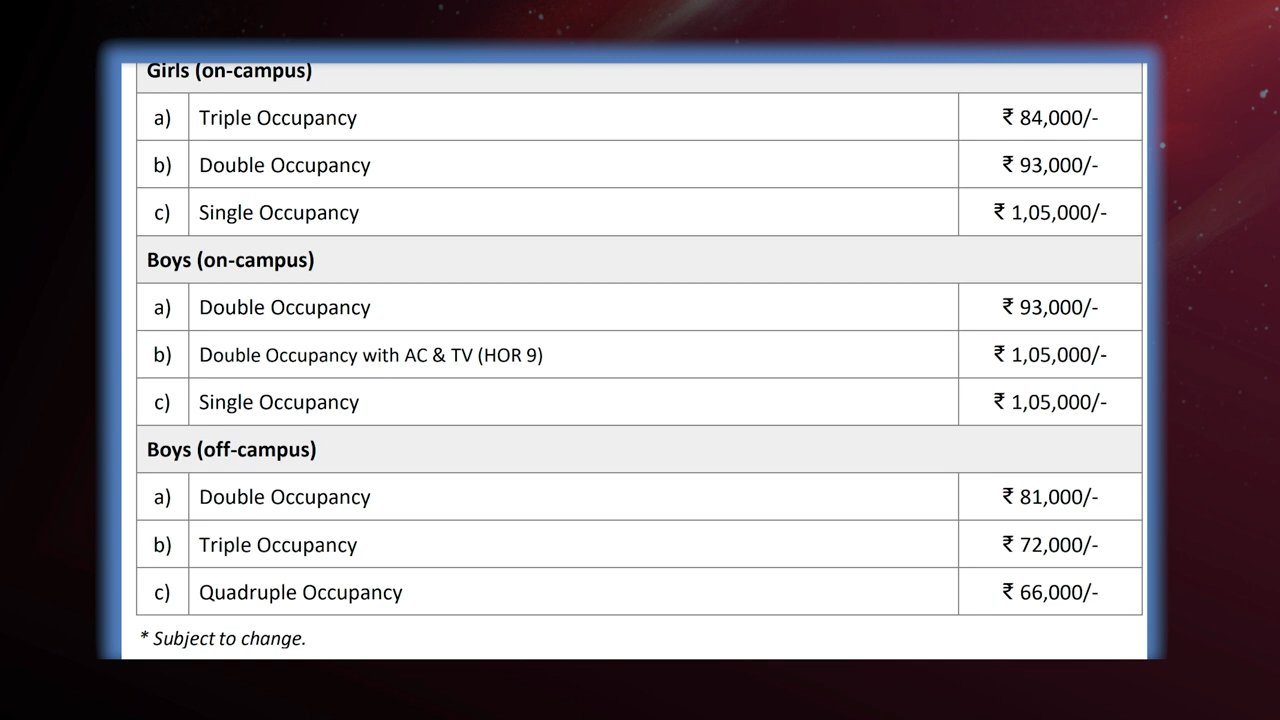 Girls (on-campus)
a) Triple Occupancy ₹ 84,000/-
b) Double Occupancy ₹ 93,000/-
c) Single Occupancy ₹ 1,05,000/-
Boys (on-campus)
a) Double Occupancy ₹ 93,000/-
b) Double Occupancy with AC & TV (HOR 9) ₹ 1,05,000/-
c) Single Occupancy ₹ 1,05,000/-
Boys (off-campus)
a) Double Occupancy ₹ 81,000/-
b) Triple Occupancy ₹ 72,000/-
c) Quadruple Occupancy ₹ 66,000/-
* Subject to change.